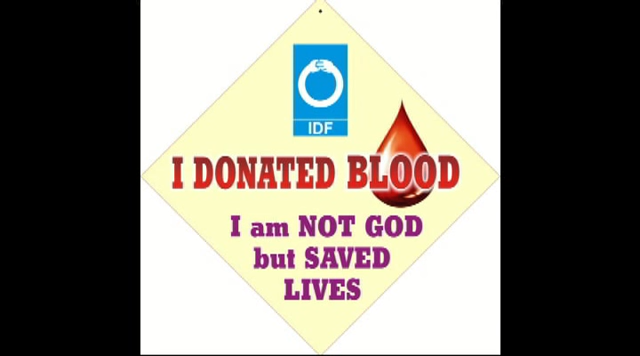 IDF
I DONATED BLOOD
I am NOT GOD
but SAVED
LIVES